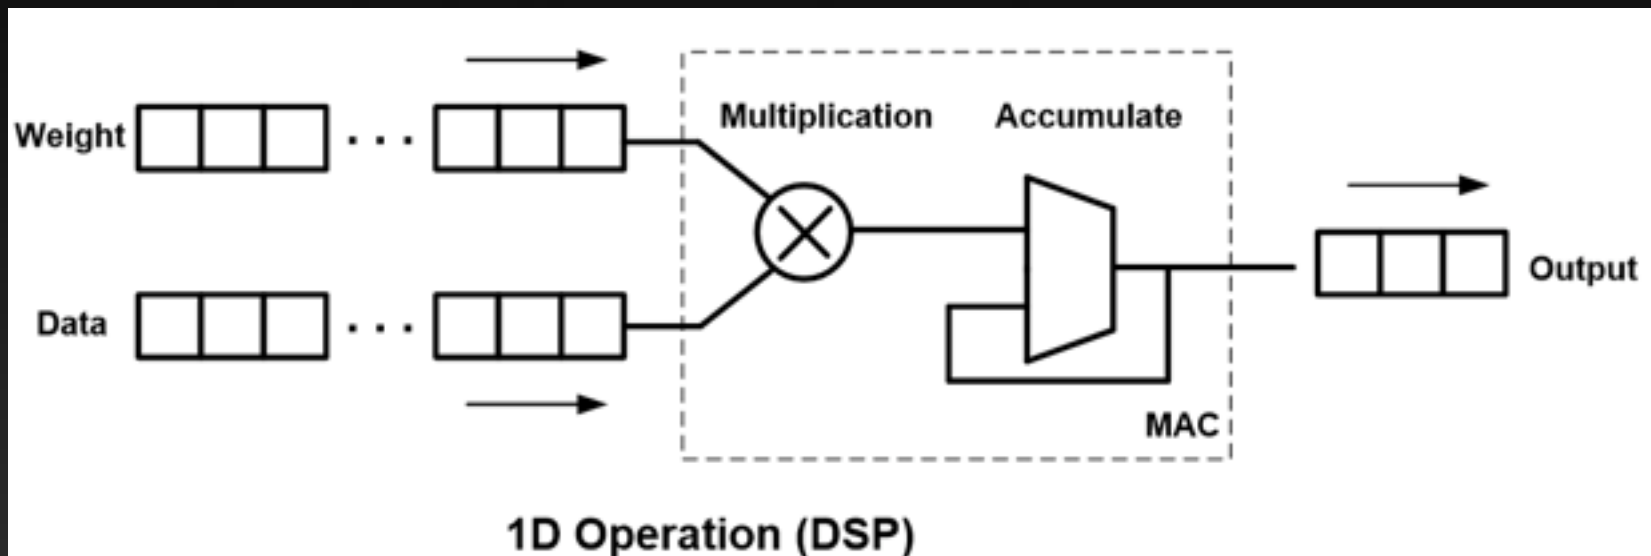 Multiplication Accumulate
Weight
Data
Output
MAC
1D Operation (DSP)